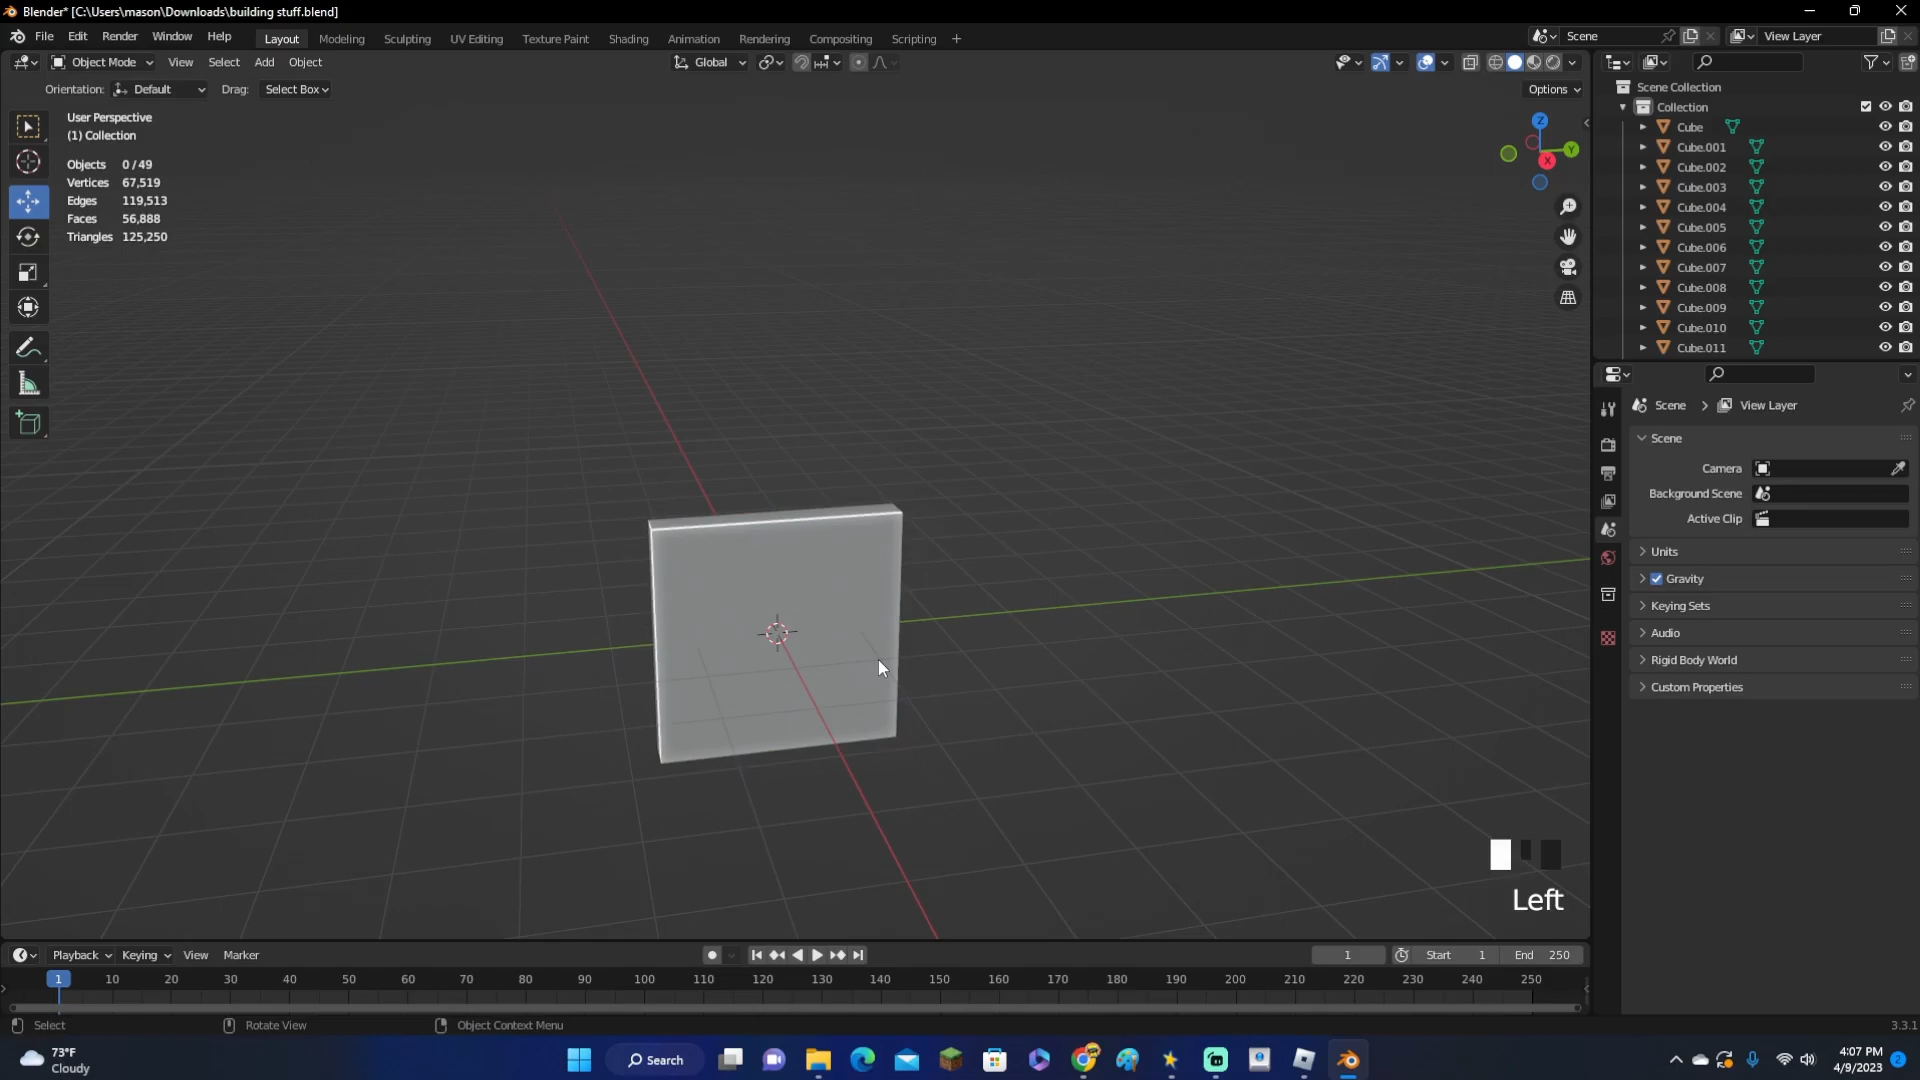 Blender* [C:\Users\mason\Downloads\building stuff.blend]
File Edit Render Window Help Layout Modeling Sculpting UV Editing Texture Paint Shading Animation Rendering Compositing Scripting + Scene View Layer
Object Mode View Select Add Object Global
Orientation: Default Drag: Select Box Options
User Perspective
(1) Collection
Objects 0/49
Vertices 67,519
Edges 119,513
Faces 56,888
Triangles 125,250
Z
Y
X
Left
Scene Collection
Collection
Cube
Cube.001
Cube.002
Cube.003
Cube.004
Cube.005
Cube.006
Cube.007
Cube.008
Cube.009
Cube.010
Cube.011
Scene > View Layer
Scene
Camera
Background Scene
Active Clip
Units
Gravity
Keying Sets
Audio
Rigid Body World
Custom Properties
Playback Keying View Marker 1 Start 1 End 250
1 10 20 30 40 50 60 70 80 90 100 110 120 130 140 150 160 170 180 190 200 210 220 230 240 250
Select Rotate View Object Context Menu 3.3.1
73°F
Cloudy
Search
4:07 PM
4/9/2023
2